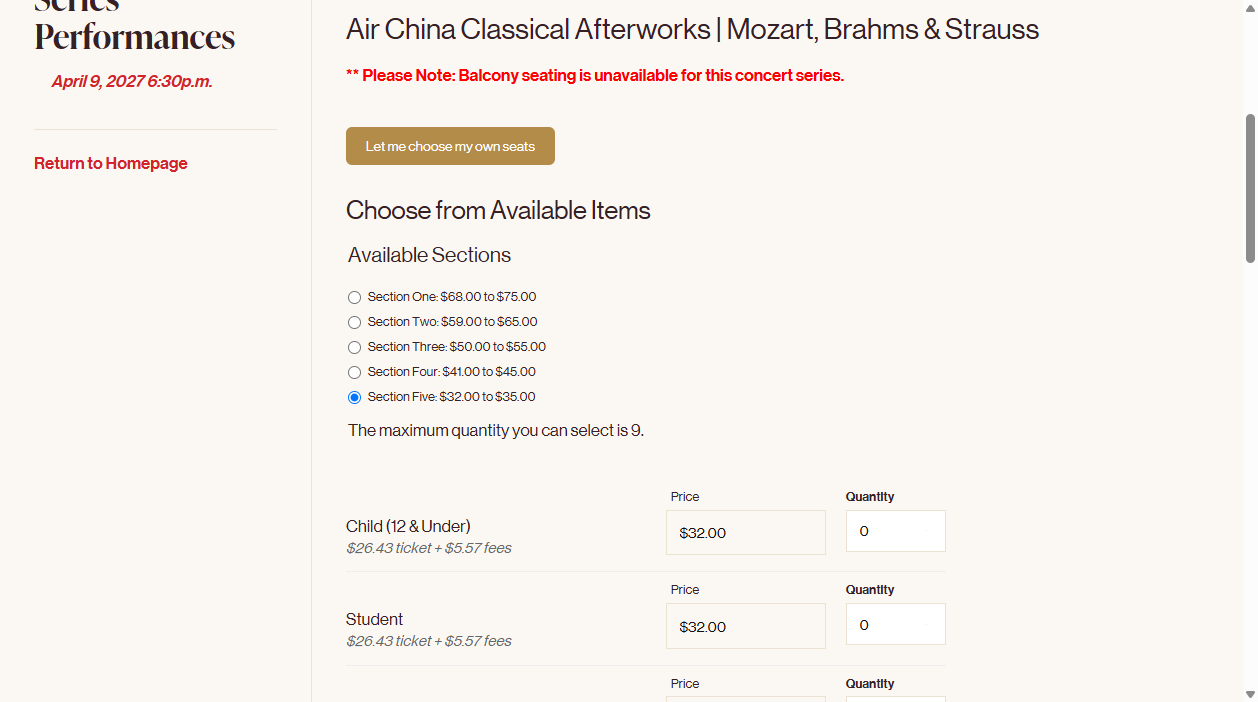 Series
Performances
April 9, 2027 6:30p.m.
Return to Homepage
Air China Classical Afterworks | Mozart, Brahms & Strauss
** Please Note: Balcony seating is unavailable for this concert series.
Let me choose my own seats
Choose from Available Items
Available Sections
Section One: $68.00 to $75.00
Section Two: $59.00 to $65.00
Section Three: $50.00 to $55.00
Section Four: $41.00 to $45.00
Section Five: $32.00 to $35.00
The maximum quantity you can select is 9.
Price
Quantity
Child (12 & Under)
$26.43 ticket + $5.57 fees
$32.00
0
Price
Quantity
Student
$26.43 ticket + $5.57 fees
$32.00
0
Price
Quantity